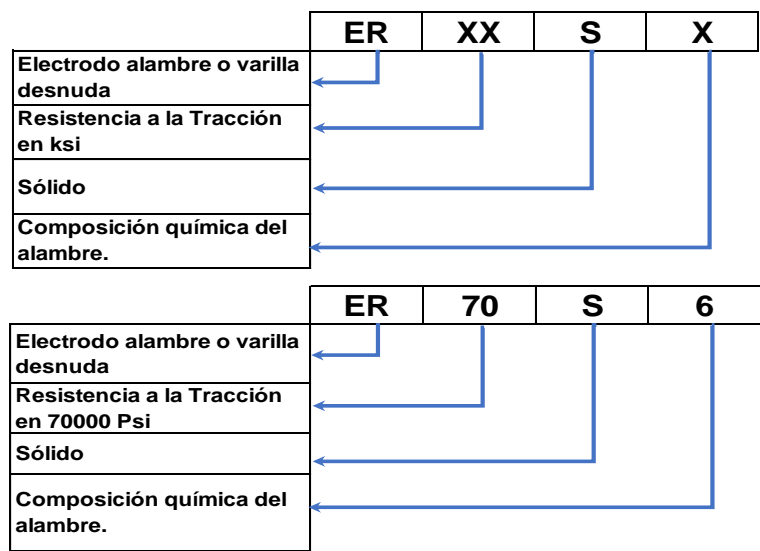 ER XX S X
Electrodo alambre o varilla
desnuda
Resistencia a la Tracción
en ksi
Sólido
Composición química del
alambre.
ER 70 S 6
Electrodo alambre o varilla
desnuda
Resistencia a la Tracción
en 70000 Psi
Sólido
Composición química del
alambre.